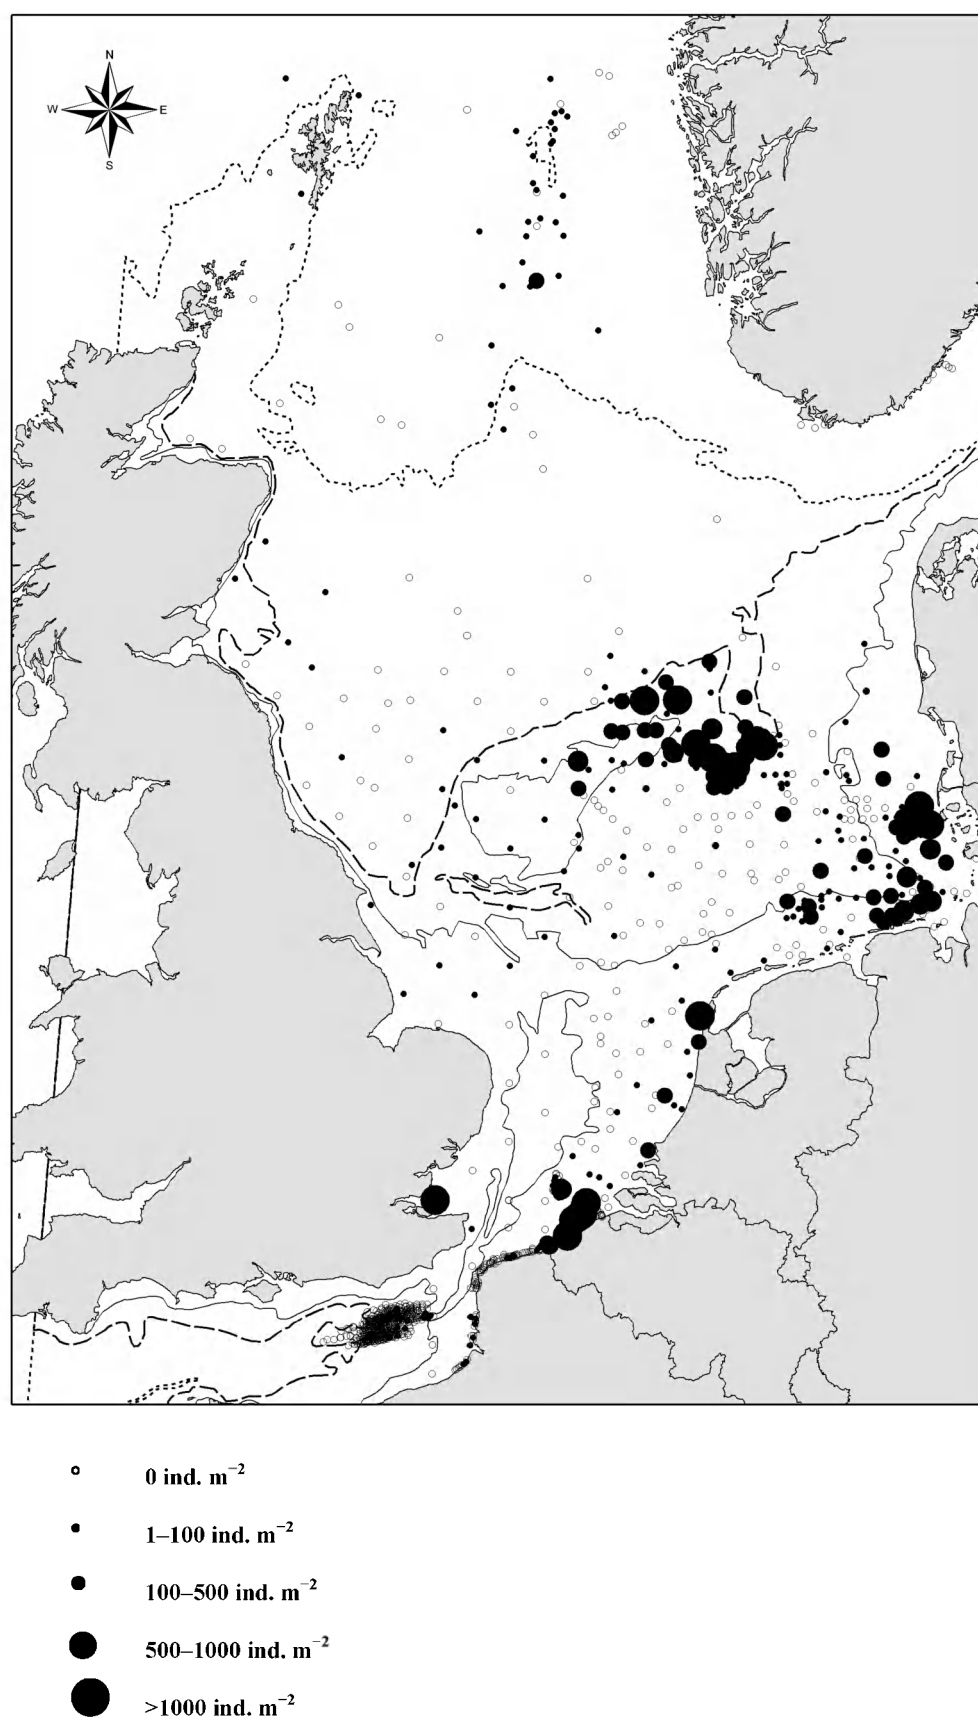 N
W E
S
0 ind. m⁻²
1–100 ind. m⁻²
100–500 ind. m⁻²
500–1000 ind. m⁻²
>1000 ind. m⁻²